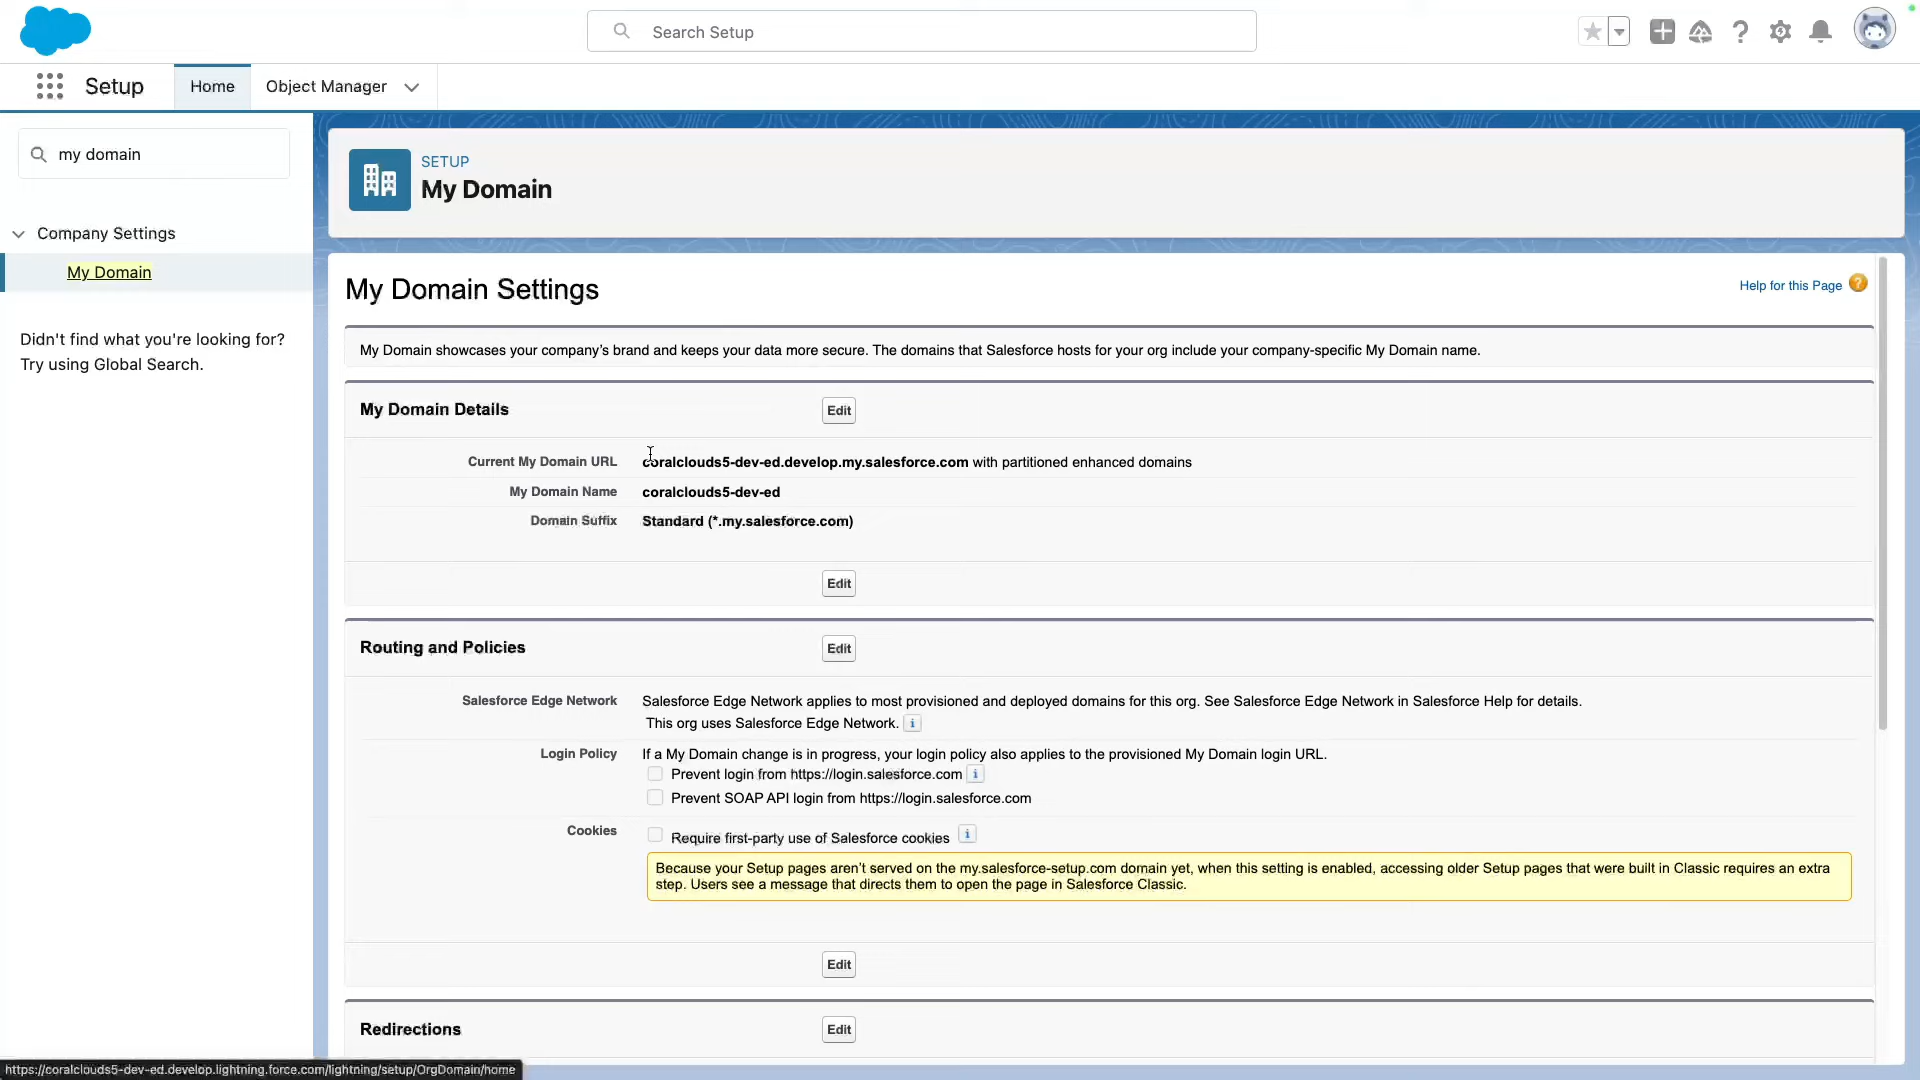 Search Setup
Setup
Home
Object Manager
my domain
Company Settings
My Domain
Didn't find what you're looking for?
Try using Global Search.
SETUP
My Domain
My Domain Settings
Help for this Page
My Domain showcases your company's brand and keeps your data more secure. The domains that Salesforce hosts for your org include your company-specific My Domain name.
My Domain Details
Edit
Current My Domain URL coralclouds5-dev-ed.develop.my.salesforce.com with partitioned enhanced domains
My Domain Name coralclouds5-dev-ed
Domain Suffix Standard (*.my.salesforce.com)
Edit
Routing and Policies
Edit
Salesforce Edge Network Salesforce Edge Network applies to most provisioned and deployed domains for this org. See Salesforce Edge Network in Salesforce Help for details.
This org uses Salesforce Edge Network. i
Login Policy If a My Domain change is in progress, your login policy also applies to the provisioned My Domain login URL.
Prevent login from https://login.salesforce.com i
Prevent SOAP API login from https://login.salesforce.com
Cookies Require first-party use of Salesforce cookies i
Because your Setup pages aren't served on the my.salesforce-setup.com domain yet, when this setting is enabled, accessing older Setup pages that were built in Classic requires an extra
step. Users see a message that directs them to open the page in Salesforce Classic.
Edit
Redirections
Edit
https://coralclouds5-dev-ed.develop.lightning.force.com/lightning/setup/OrgDomain/home